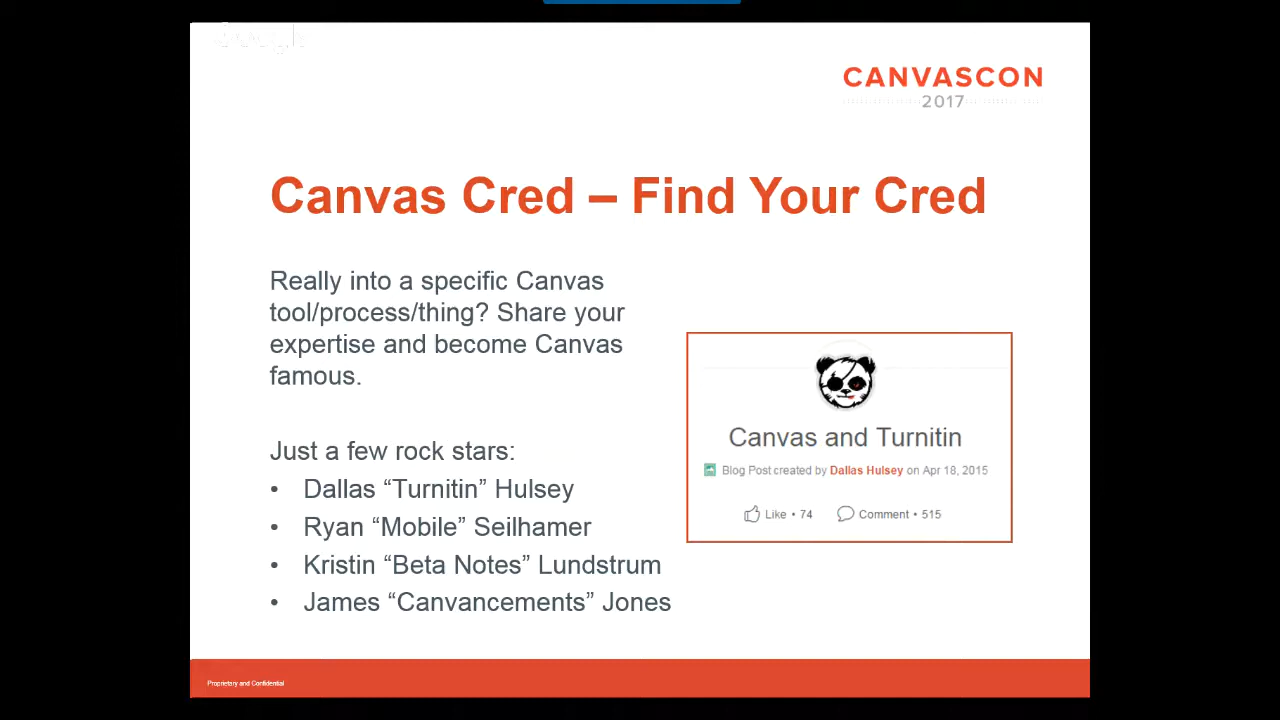 CANVASCON
2017
Canvas Cred – Find Your Cred
Really into a specific Canvas
tool/process/thing? Share your
expertise and become Canvas
famous.
Just a few rock stars:
• Dallas “Turnitin” Hulsey
• Ryan “Mobile” Seilhamer
• Kristin “Beta Notes” Lundstrum
• James “Canvancements” Jones
Canvas and Turnitin
Blog Post created by Dallas Hulsey on Apr 18, 2015
Like • 74 Comment • 515
Proprietary and Confidential